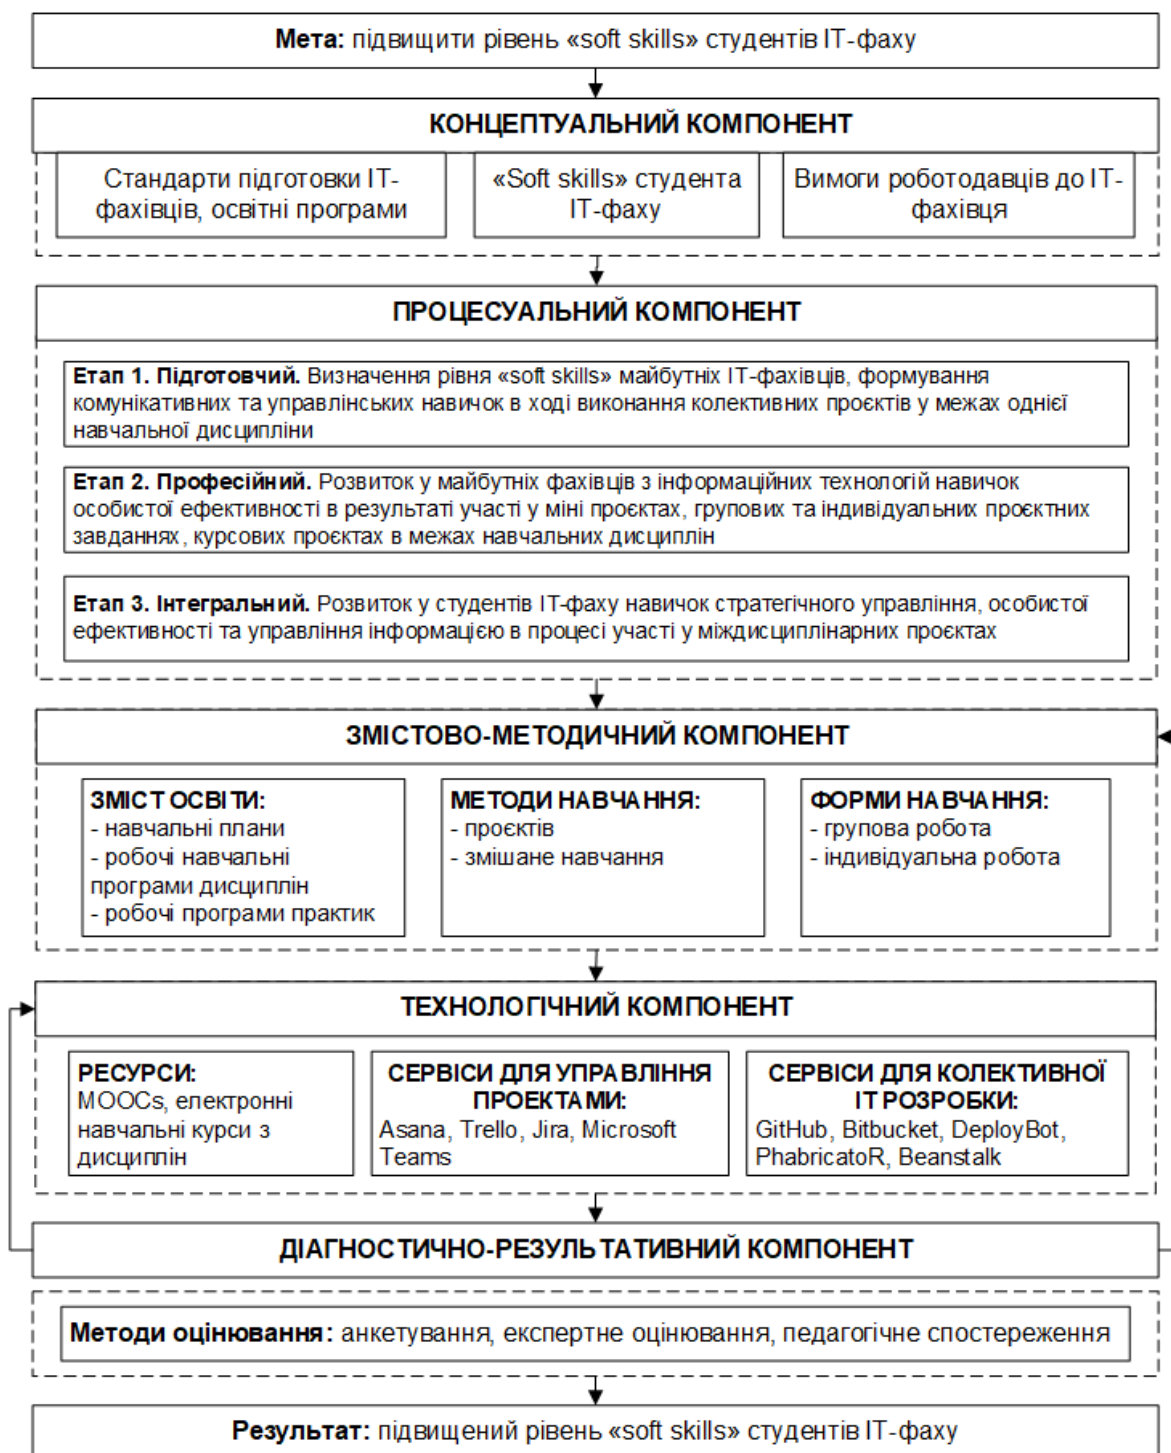 Мета: підвищити рівень «soft skills» студентів ІТ-фаху
КОНЦЕПТУАЛЬНИЙ КОМПОНЕНТ
Стандарти підготовки ІТ-
фахівців, освітні програми
«Soft skills» студента
ІТ-фаху
Вимоги роботодавців до ІТ-
фахівця
ПРОЦЕСУАЛЬНИЙ КОМПОНЕНТ
Етап 1. Підготовчий. Визначення рівня «soft skills» майбутніх ІТ-фахівців, формування
комунікативних та управлінських навичок в ході виконання колективних проєктів у межах однієї
навчальної дисципліни
Етап 2. Професійний. Розвиток у майбутніх фахівців з інформаційних технологій навичок
особистої ефективності в результаті участі у міні проєктах, групових та індивідуальних проєктних
завданнях, курсових проєктах в межах навчальних дисциплін
Етап 3. Інтегральний. Розвиток у студентів ІТ-фаху навичок стратегічного управління, особистої
ефективності та управління інформацією в процесі участі у міждисциплінарних проєктах
ЗМІСТОВО-МЕТОДИЧНИЙ КОМПОНЕНТ
ЗМІСТ ОСВІТИ:
- навчальні плани
- робочі навчальні
програми дисциплін
- робочі програми практик
МЕТОДИ НАВЧАННЯ:
- проєктів
- змішане навчання
ФОРМИ НАВЧАННЯ:
- групова робота
- індивідуальна робота
ТЕХНОЛОГІЧНИЙ КОМПОНЕНТ
РЕСУРСИ:
MOOCs, електронні
навчальні курси з
дисциплін
СЕРВІСИ ДЛЯ УПРАВЛІННЯ
ПРОЕКТАМИ:
Asana, Trello, Jira, Microsoft
Teams
СЕРВІСИ ДЛЯ КОЛЕКТИВНОЇ
ІТ РОЗРОБКИ:
GitHub, Bitbucket, DeployBot,
PhabricatoR, Beanstalk
ДІАГНОСТИЧНО-РЕЗУЛЬТАТИВНИЙ КОМПОНЕНТ
Методи оцінювання: анкетування, експертне оцінювання, педагогічне спостереження
Результат: підвищений рівень «soft skills» студентів ІТ-фаху